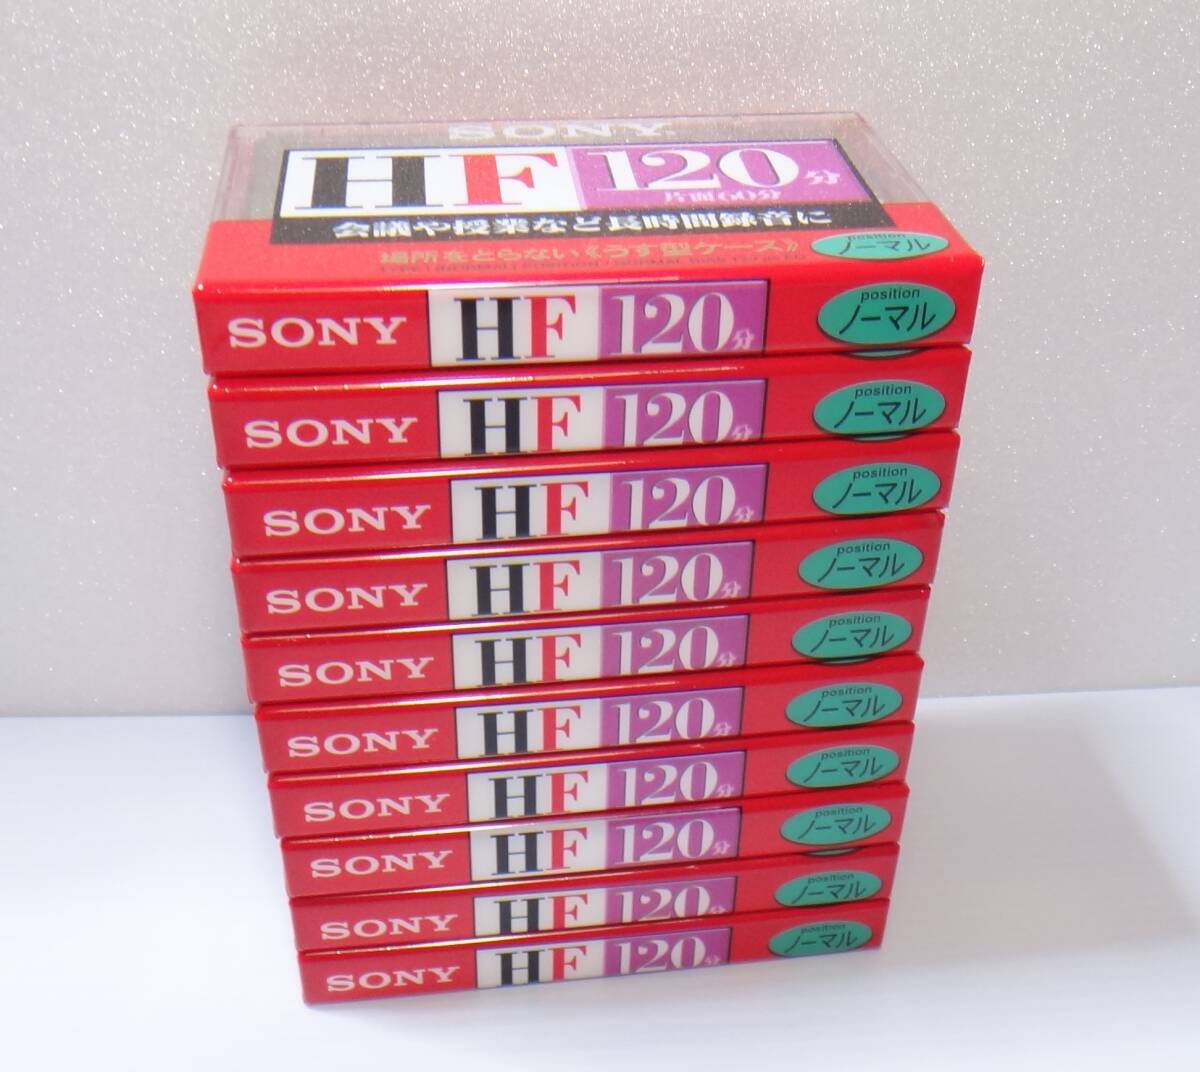 SONY
HF 120分
片面60分
会議や授業など長時間録音に
場所をとらない《うす型ケース》
position
ノーマル
SONY HF 120分 position ノーマル
SONY HF 120分 position ノーマル
SONY HF 120分 position ノーマル
SONY HF 120分 position ノーマル
SONY HF 120分 position ノーマル
SONY HF 120分 position ノーマル
SONY HF 120分 position ノーマル
SONY HF 120分 position ノーマル
SONY HF 120分 position ノーマル
SONY HF 120分 position ノーマル